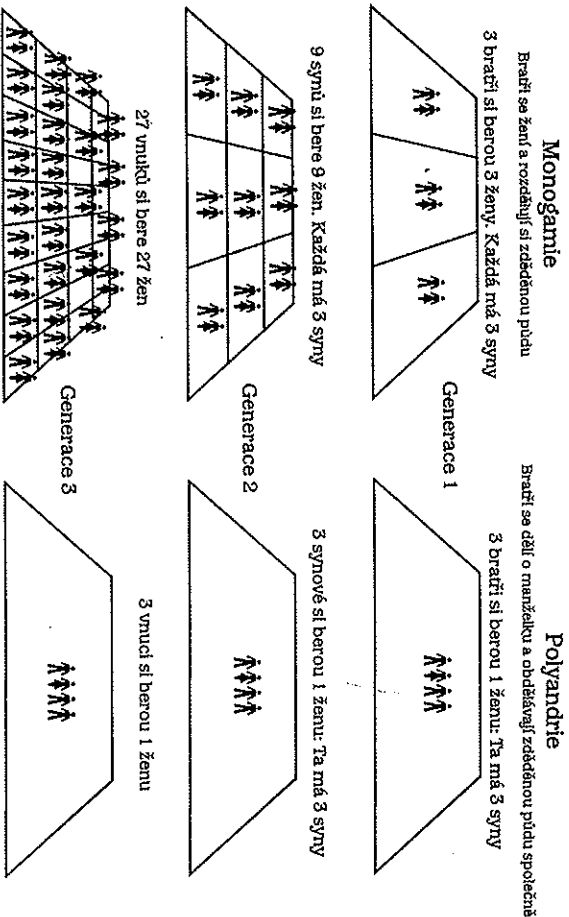 Monogamie
Bratři se žení a rozdělují si zděděnou půdu
3 bratři si berou 3 ženy. Každá má 3 syny
Generace 1
9 synů si bere 9 žen. Každá má 3 syny
Generace 2
27 vnuků si bere 27 žen
Generace 3
Polyandrie
Bratři se dělí o manželku a obdělávají zděděnou půdu společně
3 bratři si berou 1 ženu: Ta má 3 syny
3 synové si berou 1 ženu: Ta má 3 syny
3 vnuci si berou 1 ženu